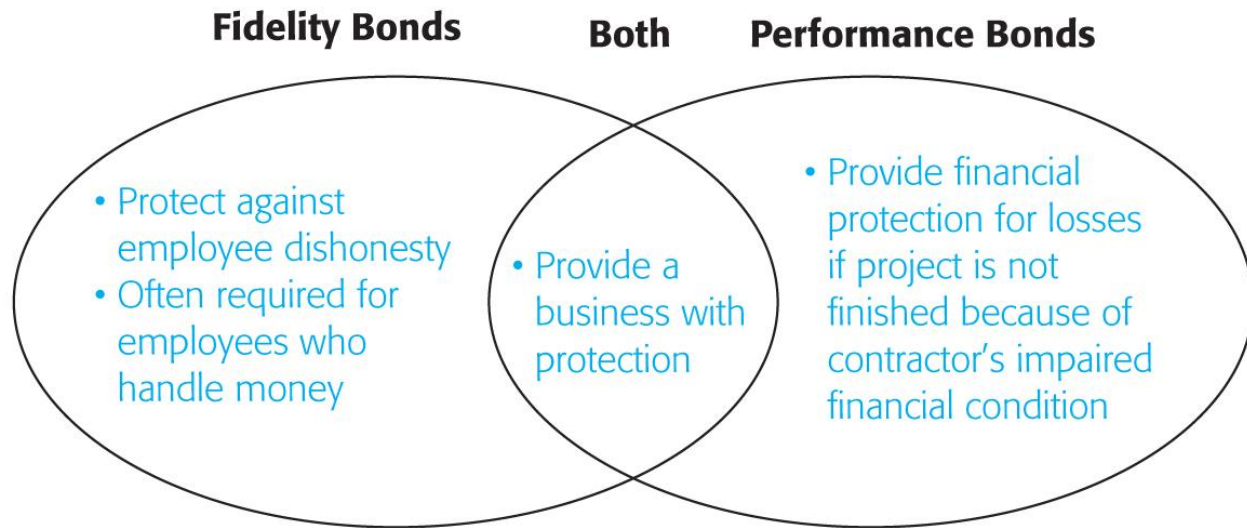 Fidelity Bonds
Both
Performance Bonds
• Protect against
employee dishonesty
• Often required for
employees who
handle money
• Provide a
business with
protection
• Provide financial
protection for losses
if project is not
finished because of
contractor's impaired
financial condition